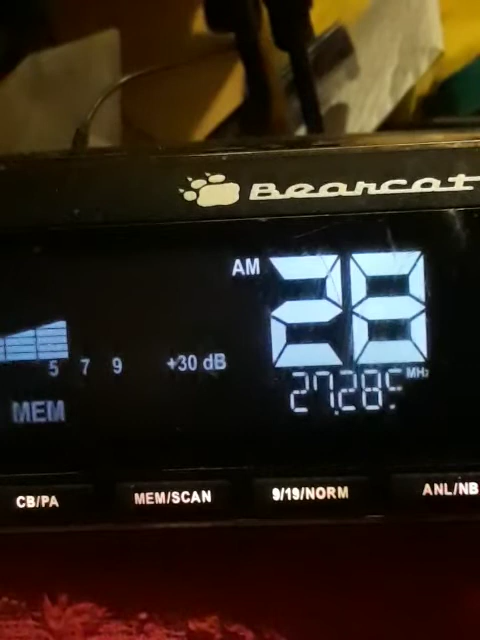 Bearcat
AM 28
5 7 9 +30 dB
27.285 MHz
MEM
CB/PA MEM/SCAN 9/19/NORM ANL/NB